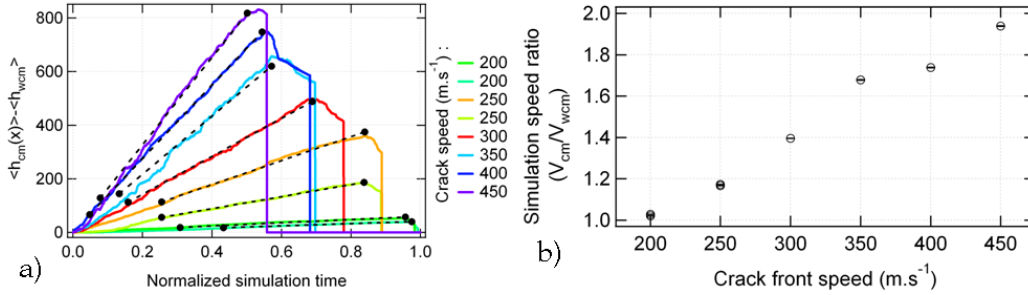 <h_cm(x)>-<h_wcm>
800
600
400
200
0
0.0 0.2 0.4 0.6 0.8 1.0
Normalized simulation time
a)
Crack speed (m.s⁻¹) :
200
200
250
250
300
350
400
450
b)
Simulation speed ratio
(V_cm/V_wcm)
2.0
1.8
1.6
1.4
1.2
1.0
200 250 300 350 400 450
Crack front speed (m.s⁻¹)